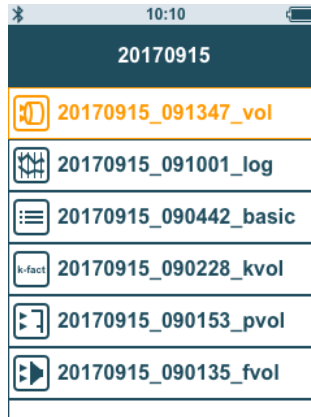 10:10
20170915
20170915_091347_vol
20170915_091001_log
20170915_090442_basic
k-fact 20170915_090228_kvol
20170915_090153_pvol
20170915_090135_fvol